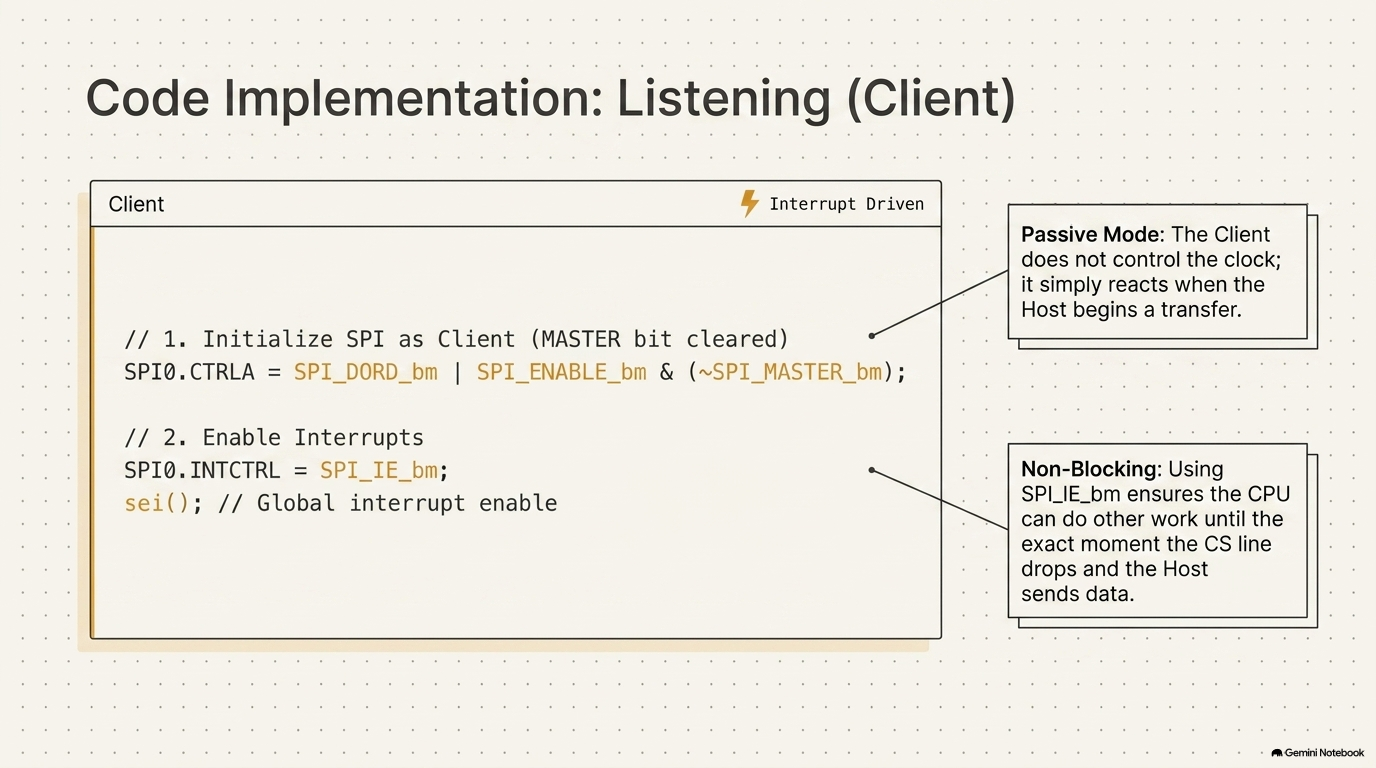 Code Implementation: Listening (Client)
Client
Interrupt Driven
// 1. Initialize SPI as Client (MASTER bit cleared)
SPI0.CTRLA = SPI_DORD_bm | SPI_ENABLE_bm & (~SPI_MASTER_bm);
// 2. Enable Interrupts
SPI0.INTCTRL = SPI_IE_bm;
sei(); // Global interrupt enable
Passive Mode: The Client
does not control the clock;
it simply reacts when the
Host begins a transfer.
Non-Blocking: Using
SPI_IE_bm ensures the CPU
can do other work until the
exact moment the CS line
drops and the Host
sends data.
Gemini Notebook